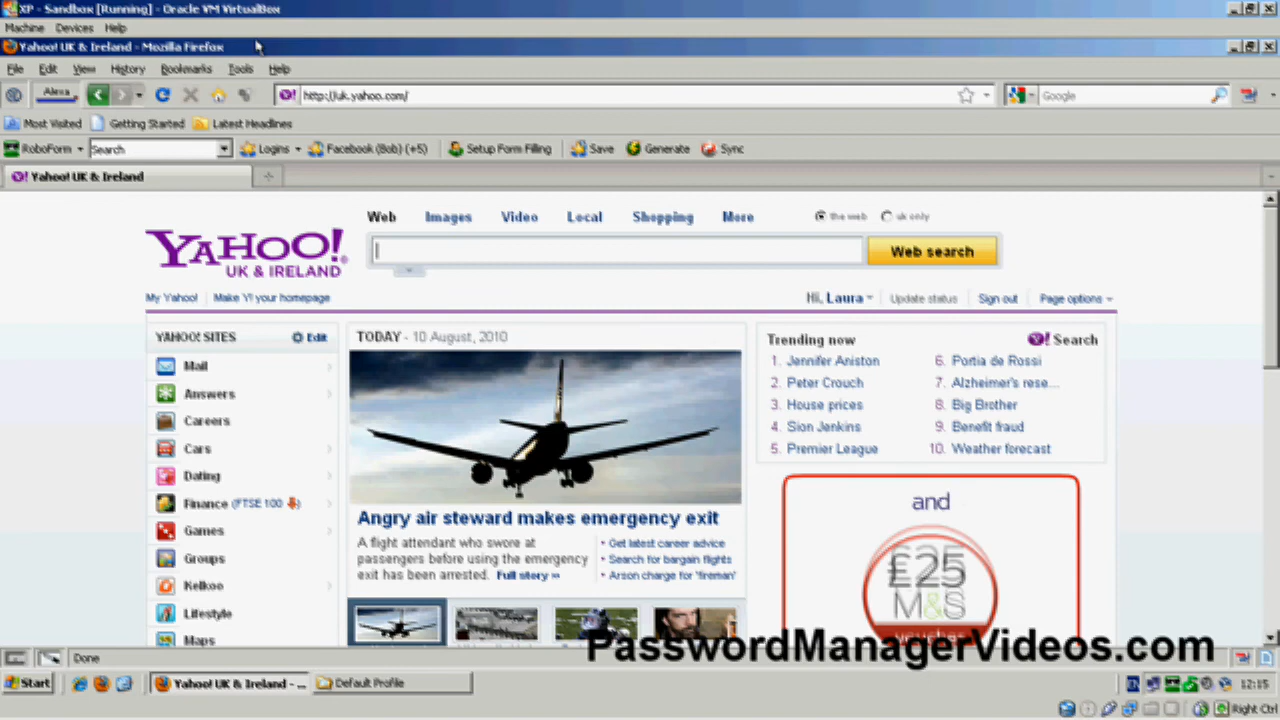 XP - Sandbox [Running] - Oracle VM VirtualBox
Machine Devices Help
Yahoo! UK & Ireland - Mozilla Firefox
File Edit View History Bookmarks Tools Help
Alexa http://uk.yahoo.com/ Google
Most Visited Getting Started Latest Headlines
RoboForm Search Logins Facebook (Bob) (+5) Setup Form Filling Save Generate Sync
Y! Yahoo! UK & Ireland
Web Images Video Local Shopping More the web uk only
YAHOO!
UK & IRELAND
Web search
My Yahoo! Make Y! your homepage Hi, Laura Update status Sign out Page options
YAHOO! SITES Edit
Mail
Answers
Careers
Cars
Dating
Finance (FTSE 100)
Games
Groups
Kelkoo
Lifestyle
Maps
TODAY - 10 August, 2010
Angry air steward makes emergency exit
A flight attendant who swore at
passengers before using the emergency
exit has been arrested. Full story »
• Get latest career advice
• Search for bargain flights
• Arson charge for 'fireman'
Trending now Y! Search
1. Jennifer Aniston
2. Peter Crouch
3. House prices
4. Sion Jenkins
5. Premier League
6. Portia de Rossi
7. Alzheimer's rese...
8. Big Brother
9. Benefit fraud
10. Weather forecast
and
£25
M&S
vouchers
PasswordManagerVideos.com
Done
Start Yahoo! UK & Ireland - ... Default Profile 12:15
Right Ctrl